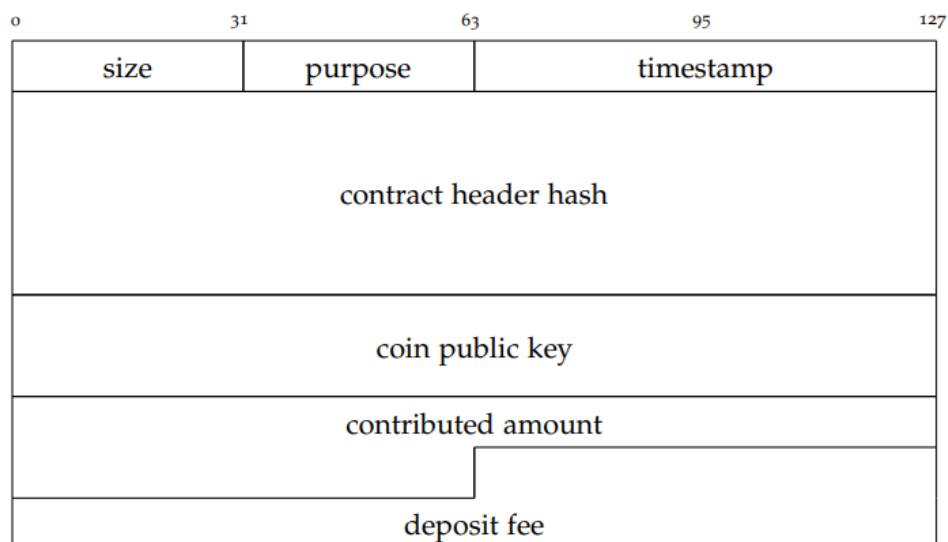 0 31 63 95 127
size purpose timestamp
contract header hash
coin public key
contributed amount
deposit fee